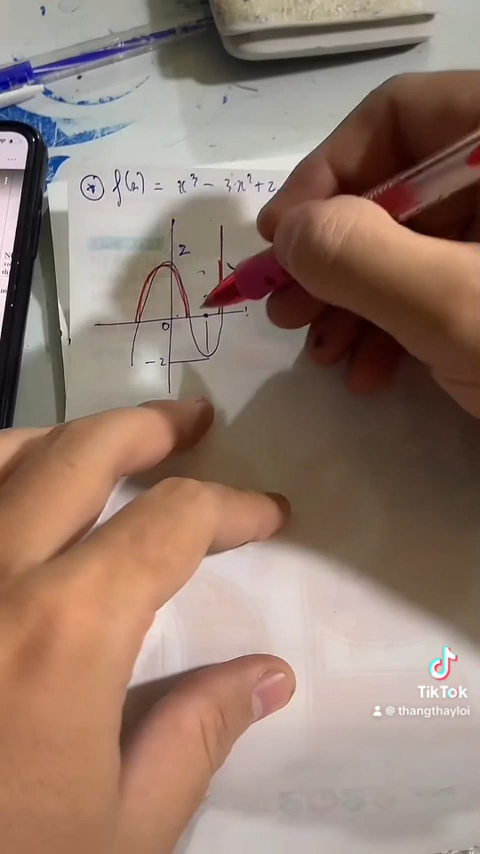 f(x) = x³ - 3x² + 2
2
0
-2
TikTok
@ thangthayloi